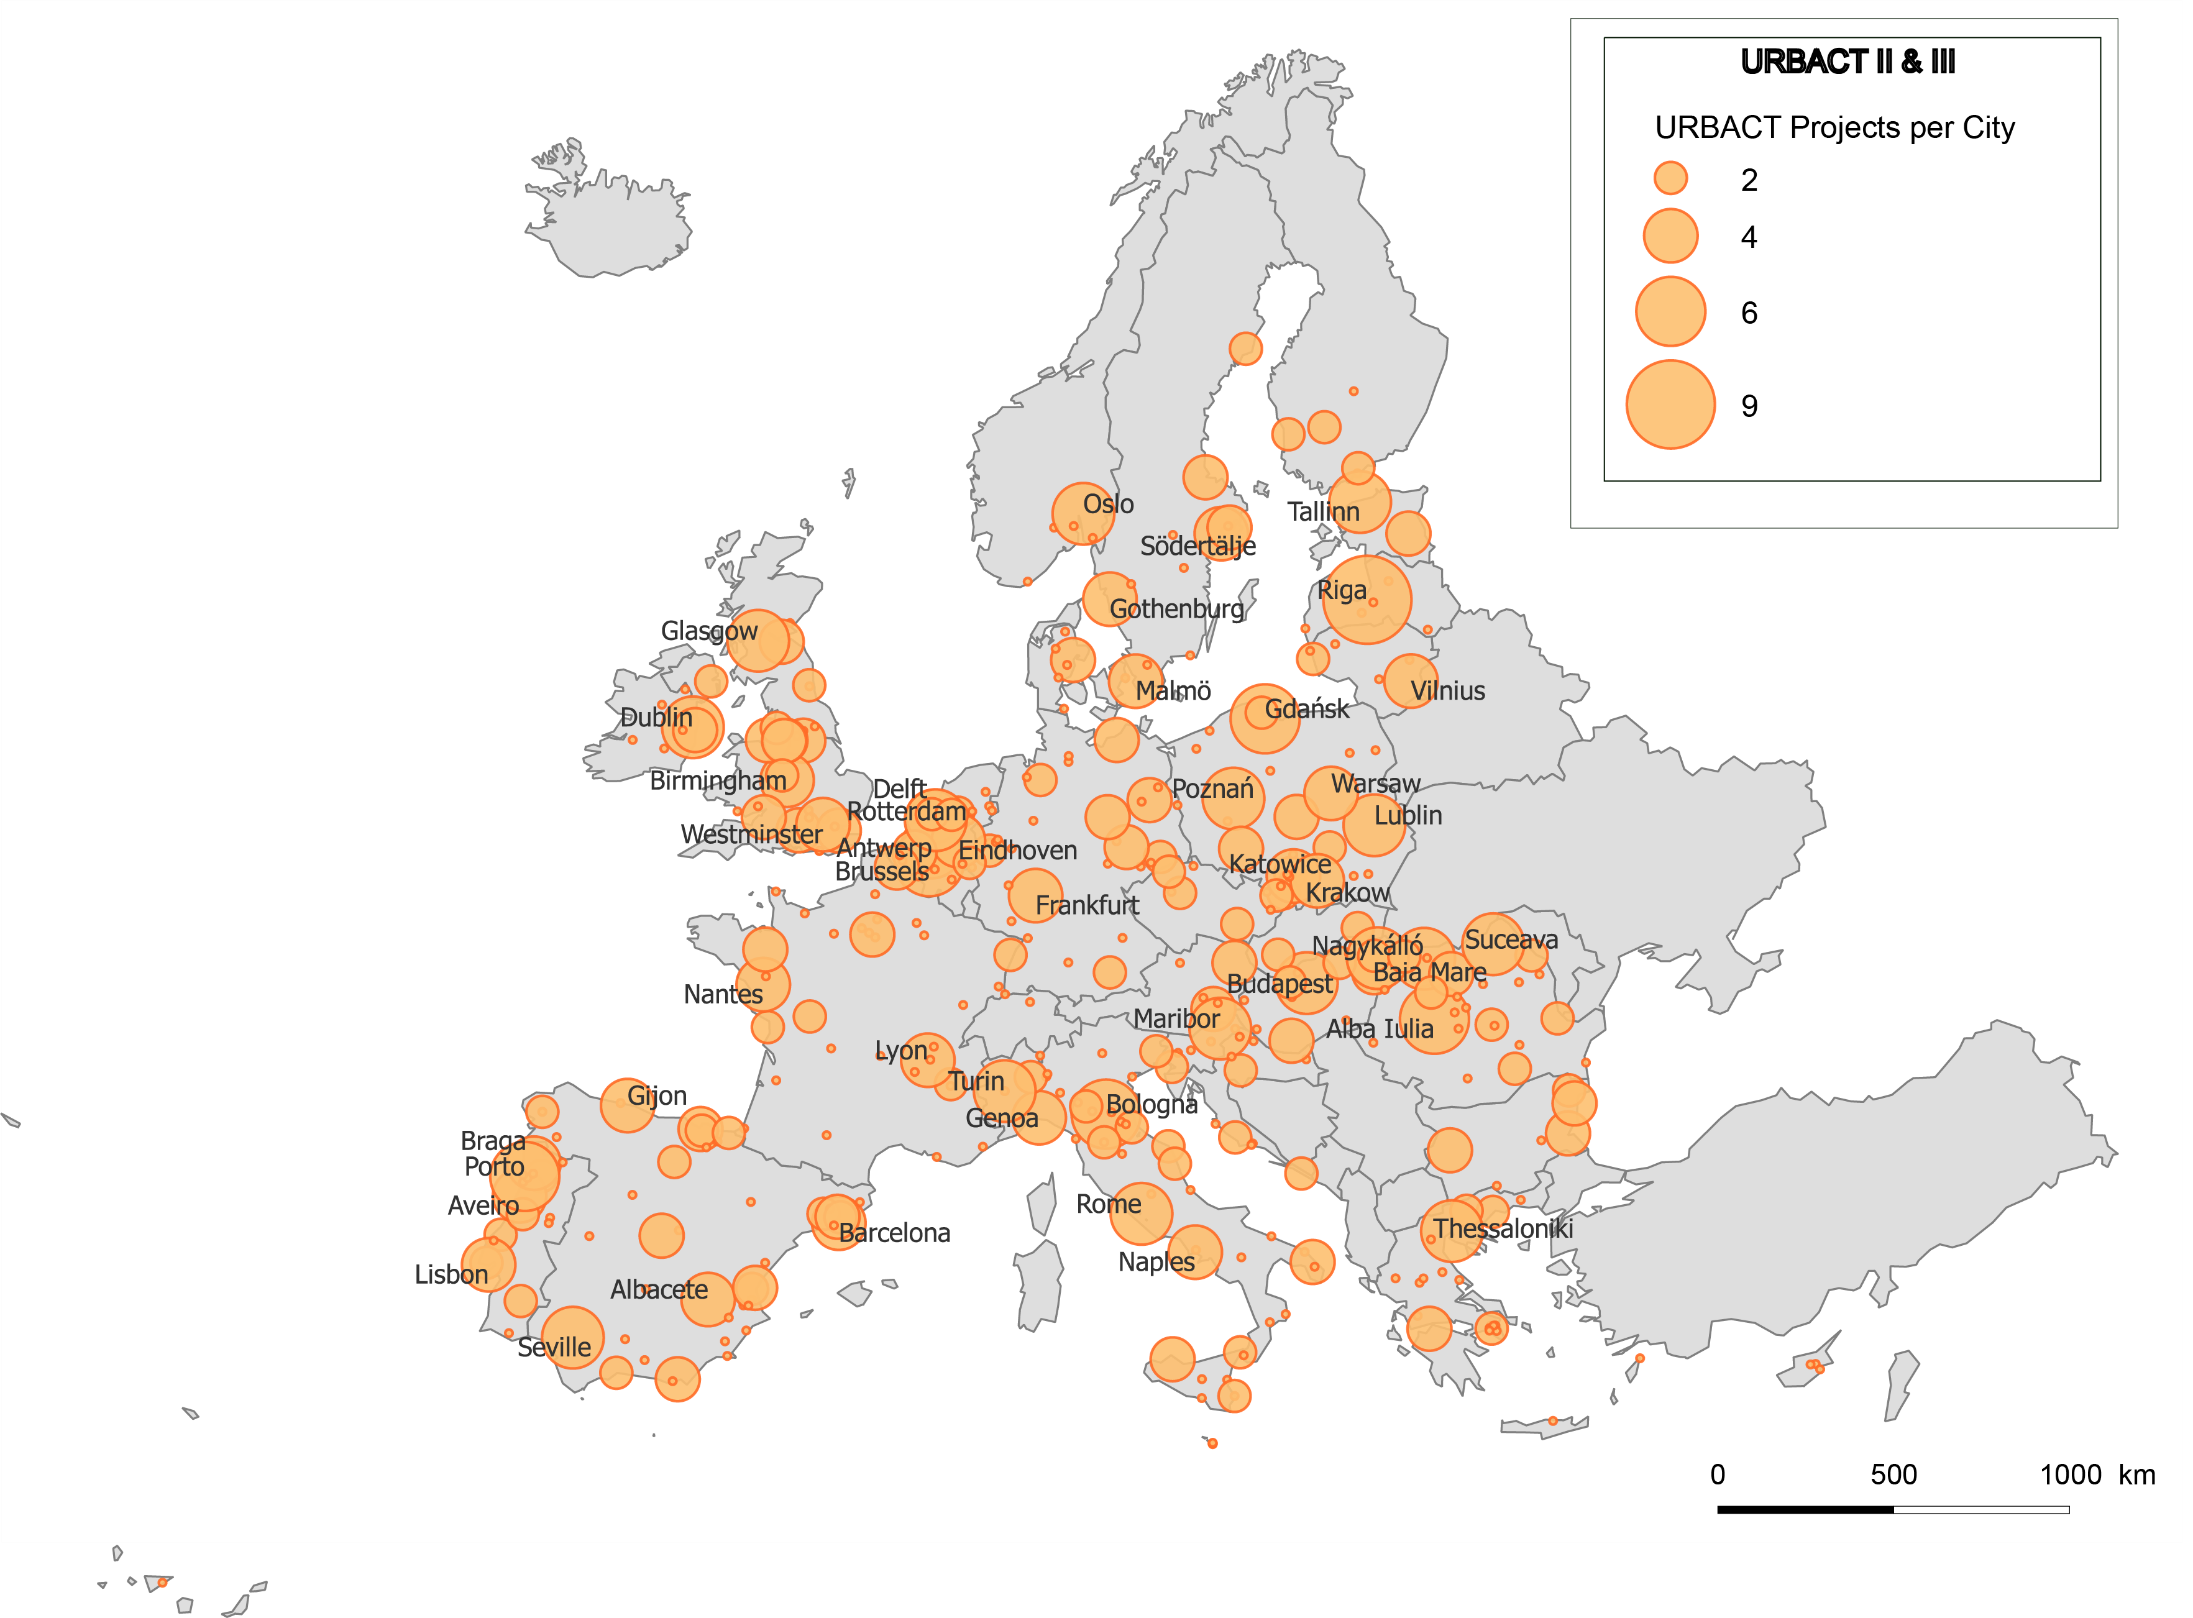 URBACT II & III
URBACT Projects per City
2
4
6
9
Oslo
Tallinn
Södertälje
Riga
Gothenburg
Glasgow
Malmö
Vilnius
Gdańsk
Dublin
Birmingham
Delft
Poznań
Warsaw
Rotterdam
Lublin
Westminster
Antwerp
Eindhoven
Brussels
Katowice
Krakow
Frankfurt
Nagykálló
Suceava
Baia Mare
Nantes
Budapest
Maribor
Alba Iulia
Lyon
Turin
Gijon
Bologna
Genoa
Braga
Porto
Aveiro
Rome
Barcelona
Thessaloniki
Naples
Lisbon
Albacete
Seville
0 500 1000 km